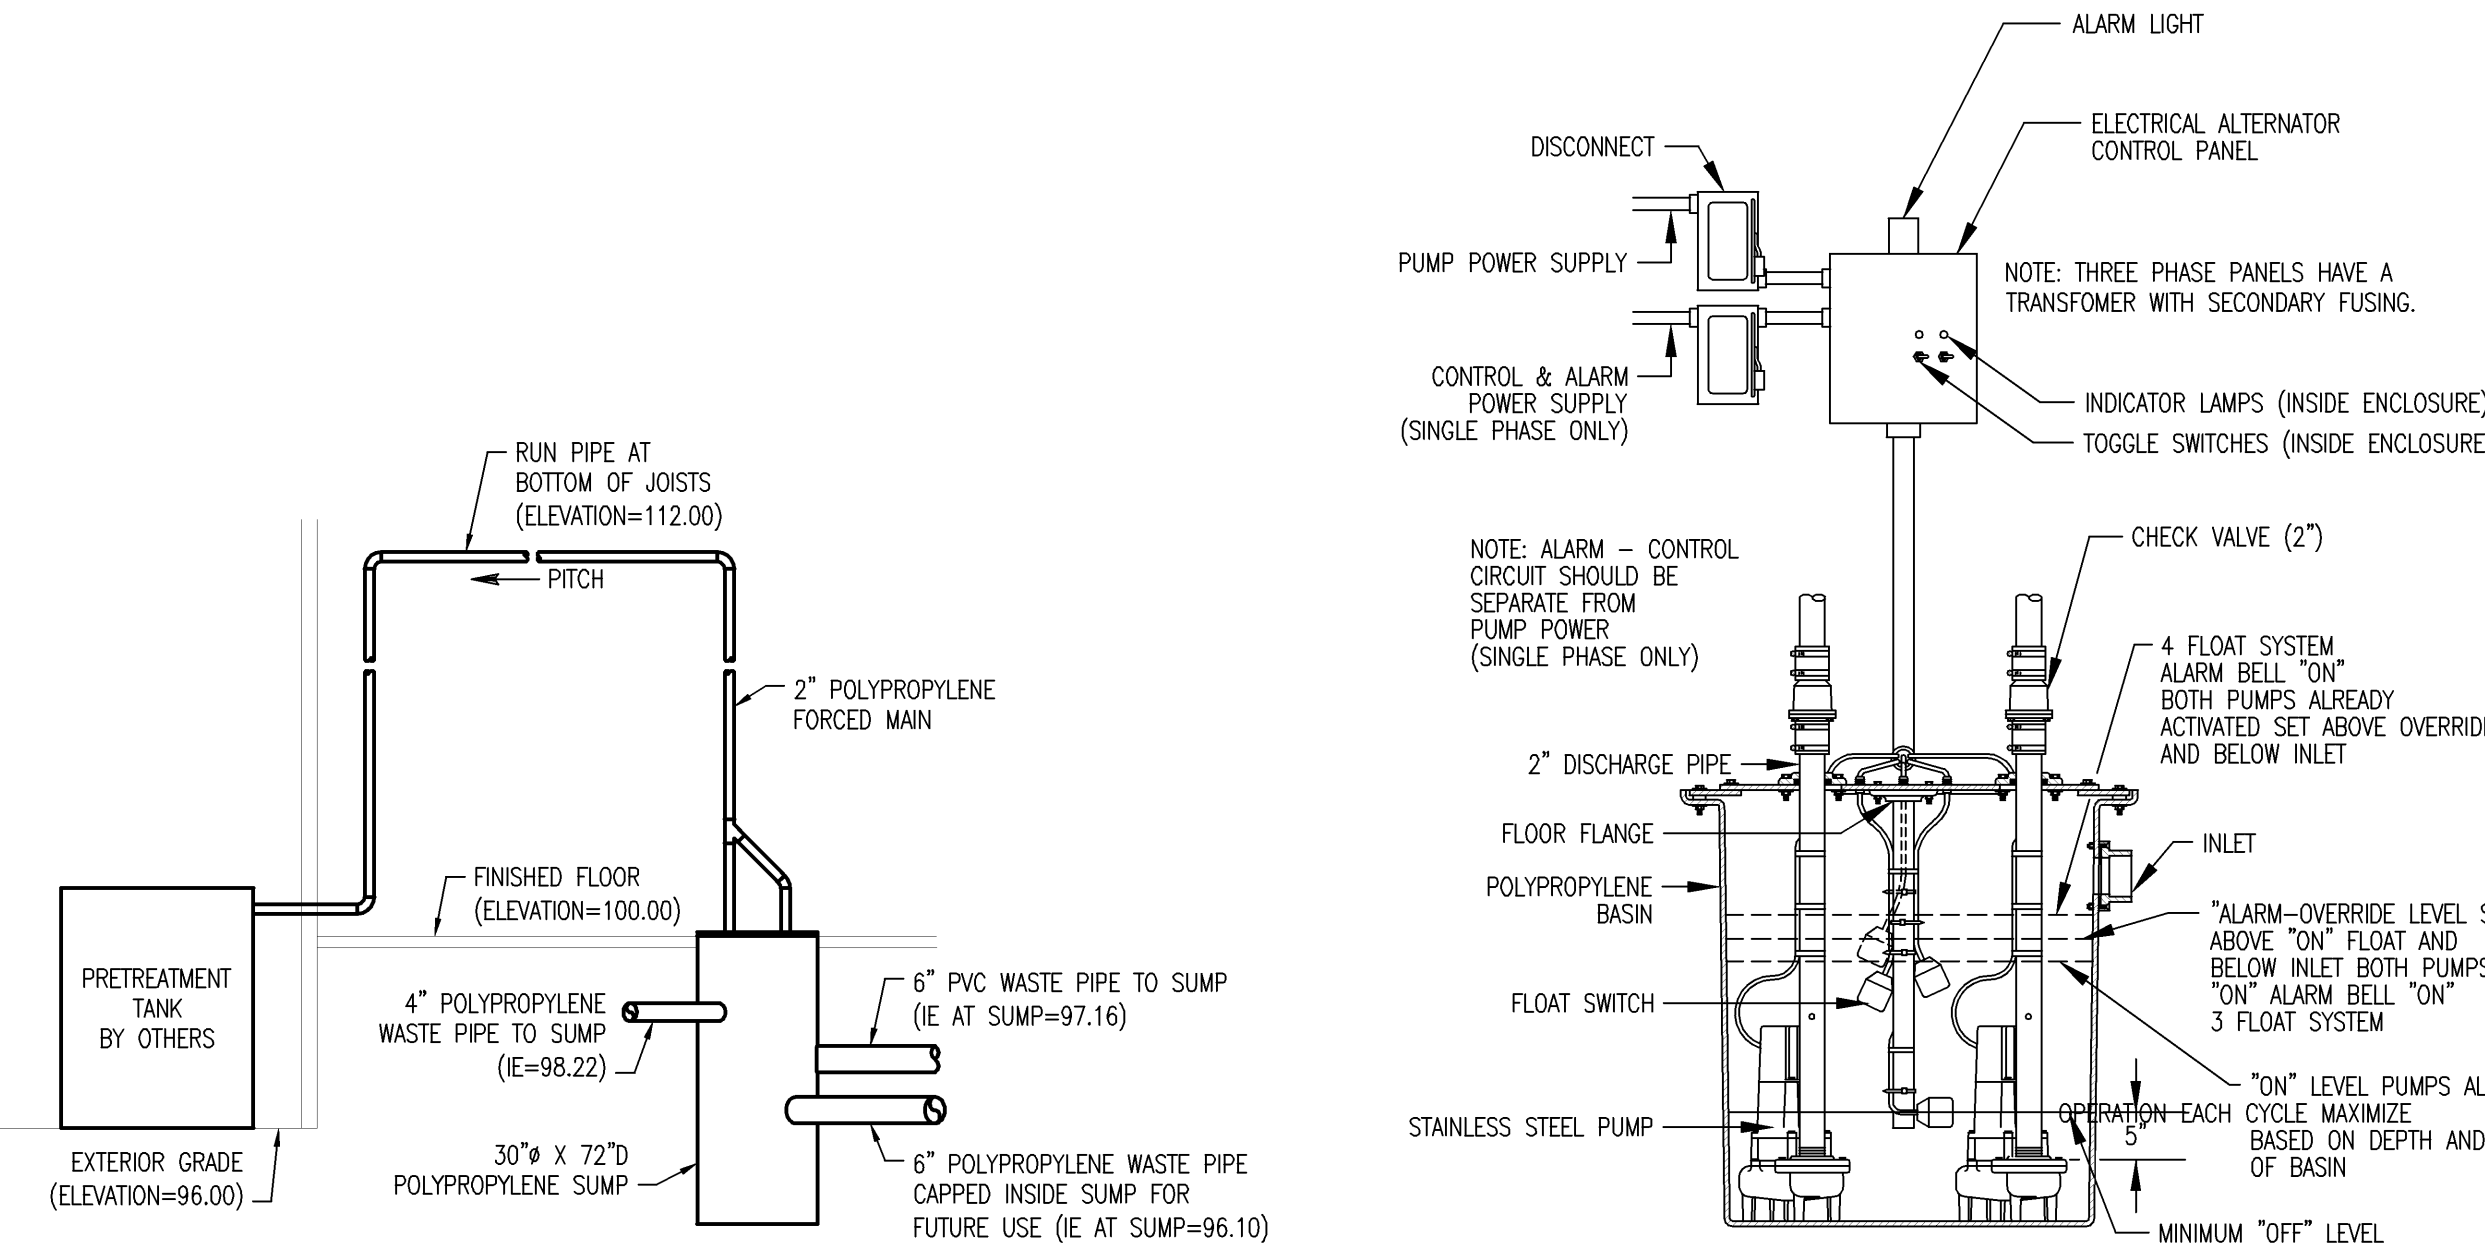 RUN PIPE AT
BOTTOM OF JOISTS
(ELEVATION=112.00)
PITCH
2" POLYPROPYLENE
FORCED MAIN
FINISHED FLOOR
(ELEVATION=100.00)
PRETREATMENT
TANK
BY OTHERS
4" POLYPROPYLENE
WASTE PIPE TO SUMP
(IE=98.22)
6" PVC WASTE PIPE TO SUMP
(IE AT SUMP=97.16)
EXTERIOR GRADE
(ELEVATION=96.00)
30"ø X 72"D
POLYPROPYLENE SUMP
6" POLYPROPYLENE WASTE PIPE
CAPPED INSIDE SUMP FOR
FUTURE USE (IE AT SUMP=96.10)
ALARM LIGHT
ELECTRICAL ALTERNATOR
CONTROL PANEL
DISCONNECT
PUMP POWER SUPPLY
NOTE: THREE PHASE PANELS HAVE A
TRANSFOMER WITH SECONDARY FUSING.
CONTROL & ALARM
POWER SUPPLY
(SINGLE PHASE ONLY)
INDICATOR LAMPS (INSIDE ENCLOSURE)
TOGGLE SWITCHES (INSIDE ENCLOSURE
NOTE: ALARM – CONTROL
CIRCUIT SHOULD BE
SEPARATE FROM
PUMP POWER
(SINGLE PHASE ONLY)
CHECK VALVE (2")
4 FLOAT SYSTEM
ALARM BELL "ON"
BOTH PUMPS ALREADY
ACTIVATED SET ABOVE OVERRIDE
AND BELOW INLET
2" DISCHARGE PIPE
FLOOR FLANGE
INLET
POLYPROPYLENE
BASIN
"ALARM-OVERRIDE LEVEL S
ABOVE "ON" FLOAT AND
BELOW INLET BOTH PUMPS
"ON" ALARM BELL "ON"
3 FLOAT SYSTEM
FLOAT SWITCH
"ON" LEVEL PUMPS AL
OPERATION EACH CYCLE MAXIMIZE
BASED ON DEPTH AND
OF BASIN
5"
STAINLESS STEEL PUMP
MINIMUM "OFF" LEVEL